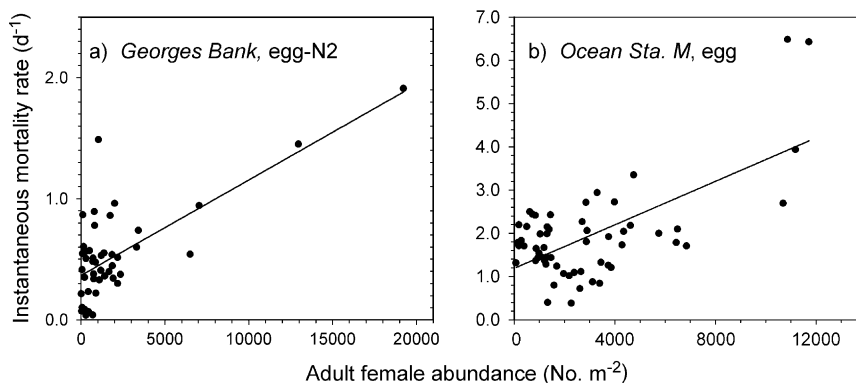 a) Georges Bank, egg-N2
b) Ocean Sta. M, egg
Instantaneous mortality rate (d-1)
2.0
1.0
0.0
7.0
6.0
5.0
4.0
3.0
2.0
1.0
0.0
0 5000 10000 15000 20000
0 4000 8000 12000
Adult female abundance (No. m-2)